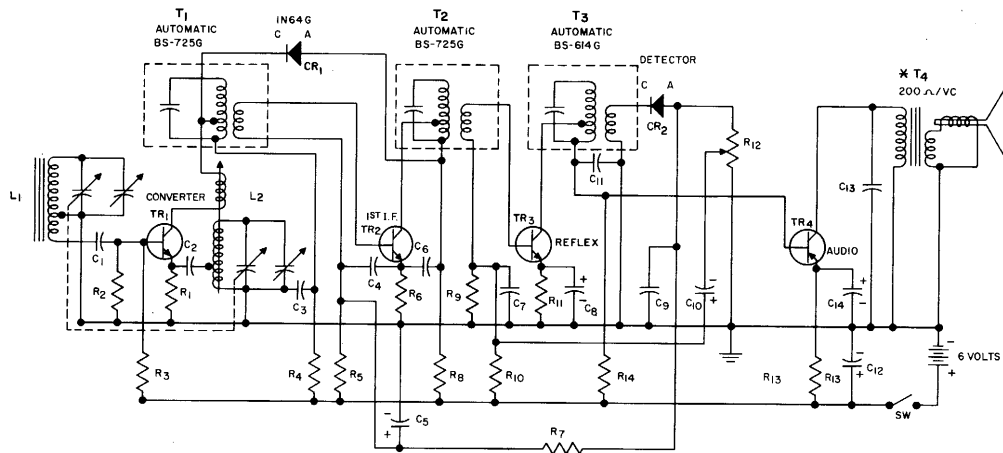 T1
AUTOMATIC
BS-725G
IN64G
C A
CR1
T2
AUTOMATIC
BS-725G
T3
AUTOMATIC
BS-614G
DETECTOR
C A
CR2
* T4
200 Ω/VC
L1
CONVERTER
TR1
C1
C2
R2
R1
L2
C3
1ST I.F.
TR2
C6
C4
R6
R9
C7
TR3
REFLEX
R11
C8
C11
C9
C10
R12
C13
TR4
AUDIO
C14
R3
R4
R5
R8
R10
R14
R13
R13
C12
6 VOLTS
SW
C5
R7